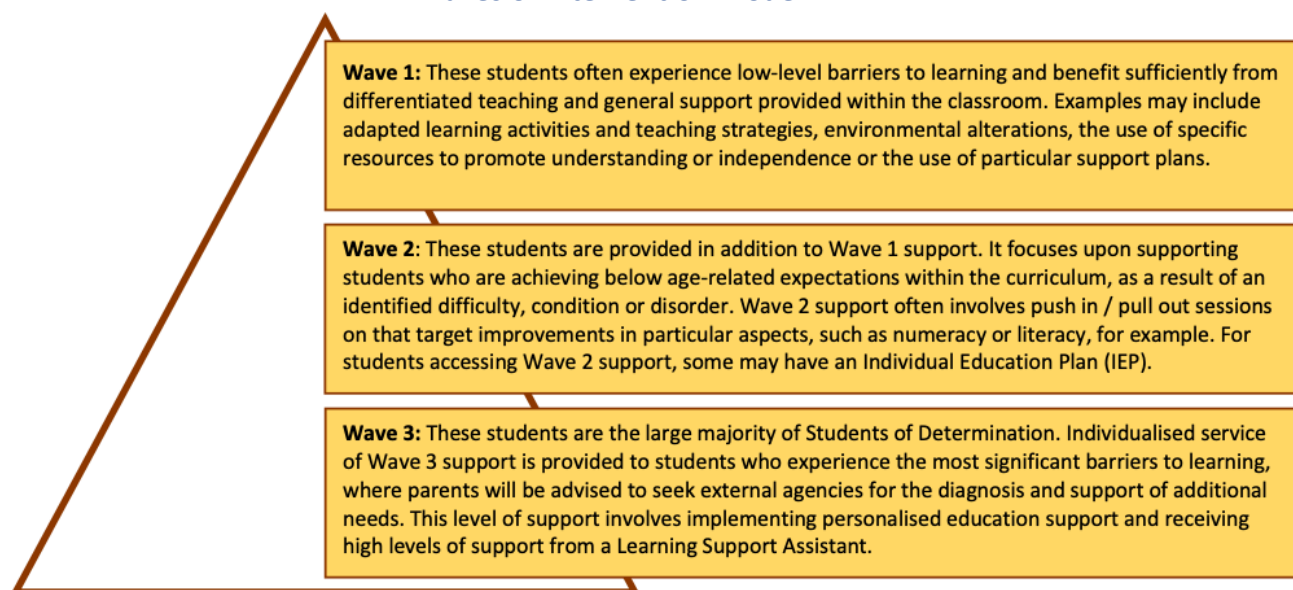 Wave 1: These students often experience low-level barriers to learning and benefit sufficiently from
differentiated teaching and general support provided within the classroom. Examples may include
adapted learning activities and teaching strategies, environmental alterations, the use of specific
resources to promote understanding or independence or the use of particular support plans.
Wave 2: These students are provided in addition to Wave 1 support. It focuses upon supporting
students who are achieving below age-related expectations within the curriculum, as a result of an
identified difficulty, condition or disorder. Wave 2 support often involves push in / pull out sessions
on that target improvements in particular aspects, such as numeracy or literacy, for example. For
students accessing Wave 2 support, some may have an Individual Education Plan (IEP).
Wave 3: These students are the large majority of Students of Determination. Individualised service
of Wave 3 support is provided to students who experience the most significant barriers to learning,
where parents will be advised to seek external agencies for the diagnosis and support of additional
needs. This level of support involves implementing personalised education support and receiving
high levels of support from a Learning Support Assistant.